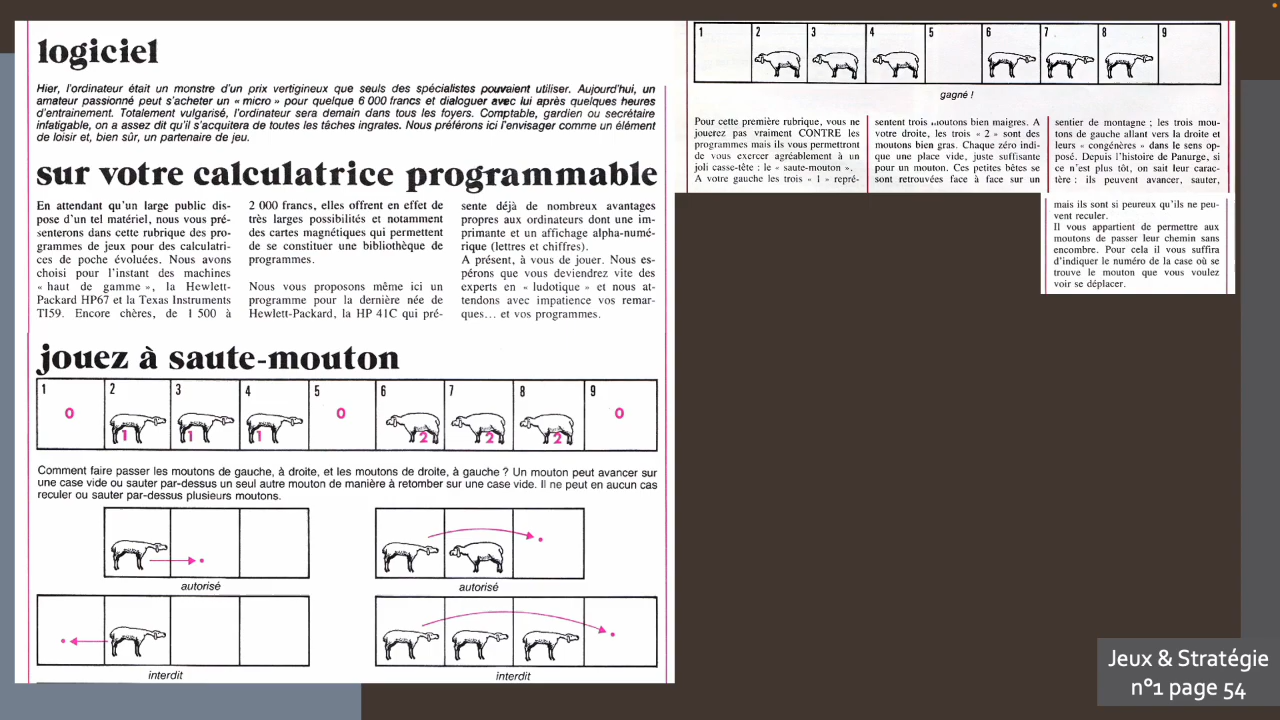 logiciel
Hier, l'ordinateur était un monstre d'un prix vertigineux que seuls des spécialistes pouvaient utiliser. Aujourd'hui, un
amateur passionné peut s'acheter un « micro » pour quelque 6 000 francs et dialoguer avec lui après quelques heures
d'entrainement. Totalement vulgarisé, l'ordinateur sera demain dans tous les foyers. Comptable, gardien ou secrétaire
infatigable, on a assez dit qu'il s'acquitera de toutes les tâches ingrates. Nous préférons ici l'envisager comme un élément
de loisir et, bien sûr, un partenaire de jeu.
sur votre calculatrice programmable
En attendant qu'un large public dis-
pose d'un tel matériel, nous vous pré-
senterons dans cette rubrique des pro-
grammes de jeux pour des calculatri-
ces de poche évoluées. Nous avons
choisi pour l'instant des machines
« haut de gamme », la Hewlett-
Packard HP67 et la Texas Instruments
TI59. Encore chères, de 1 500 à
2 000 francs, elles offrent en effet de
très larges possibilités et notamment
des cartes magnétiques qui permettent
de se constituer une bibliothèque de
programmes.
Nous vous proposons même ici un
programme pour la dernière née de
Hewlett-Packard, la HP 41C qui pré-
sente déjà de nombreux avantages
propres aux ordinateurs dont une im-
primante et un affichage alpha-numé-
rique (lettres et chiffres).
A présent, à vous de jouer. Nous es-
pérons que vous deviendrez vite des
experts en « ludotique » et nous at-
tendons avec impatience vos remar-
ques... et vos programmes.
jouez à saute-mouton
1 2 3 4 5 6 7 8 9
0 1 1 1 0 2 2 2 0
Comment faire passer les moutons de gauche, à droite, et les moutons de droite, à gauche ? Un mouton peut avancer sur
une case vide ou sauter par-dessus un seul autre mouton de manière à retomber sur une case vide. Il ne peut en aucun cas
reculer ou sauter par-dessus plusieurs moutons.
autorisé
autorisé
interdit
interdit
1 2 3 4 5 6 7 8 9
gagné !
Pour cette première rubrique, vous ne
jouerez pas vraiment CONTRE les
programmes mais ils vous permettront
de vous exercer agréablement à un
joli casse-tête : le « saute-mouton ».
A votre gauche les trois « 1 » repré-
sentent trois moutons bien maigres. A
votre droite, les trois « 2 » sont des
moutons bien gras. Chaque zéro indi-
que une place vide, juste suffisante
pour un mouton. Ces petites bêtes se
sont retrouvées face à face sur un
sentier de montagne ; les trois mou-
tons de gauche allant vers la droite et
leurs « congénères » dans le sens op-
posé. Depuis l'histoire de Panurge, si
ce n'est plus tôt, on sait leur carac-
tère : ils peuvent avancer, sauter,
mais ils sont si peureux qu'ils ne peu-
vent reculer.
Il vous appartient de permettre aux
moutons de passer leur chemin sans
encombre. Pour cela il vous suffira
d'indiquer le numéro de la case où se
trouve le mouton que vous voulez
voir se déplacer.
Jeux & Stratégie
n°1 page 54